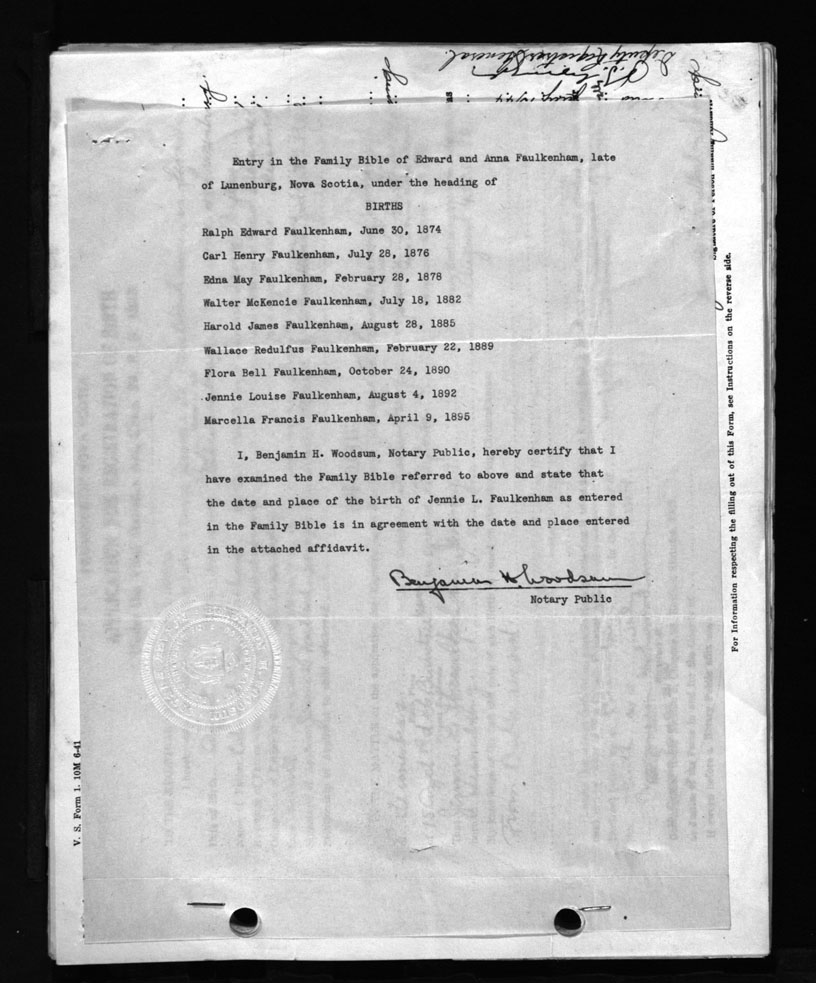 Deputy Registrar General.
Entry in the Family Bible of Edward and Anna Faulkenham, late
of Lunenburg, Nova Scotia, under the heading of
BIRTHS
Ralph Edward Faulkenham, June 30, 1874
Carl Henry Faulkenham, July 28, 1876
Edna May Faulkenham, February 28, 1878
Walter McKencie Faulkenham, July 18, 1882
Harold James Faulkenham, August 28, 1885
Wallace Redulfus Faulkenham, February 22, 1889
Flora Bell Faulkenham, October 24, 1890
Jennie Louise Faulkenham, August 4, 1892
Marcella Francis Faulkenham, April 9, 1895
I, Benjamin H. Woodsum, Notary Public, hereby certify that I
have examined the Family Bible referred to above and state that
the date and place of the birth of Jennie L. Faulkenham as entered
in the Family Bible is in agreement with the date and place entered
in the attached affidavit.
Benjamin H. Woodsum
Notary Public
For Information respecting the filling out of this Form, see Instructions on the reverse side.
V. S. Form 1. 10M 6-41